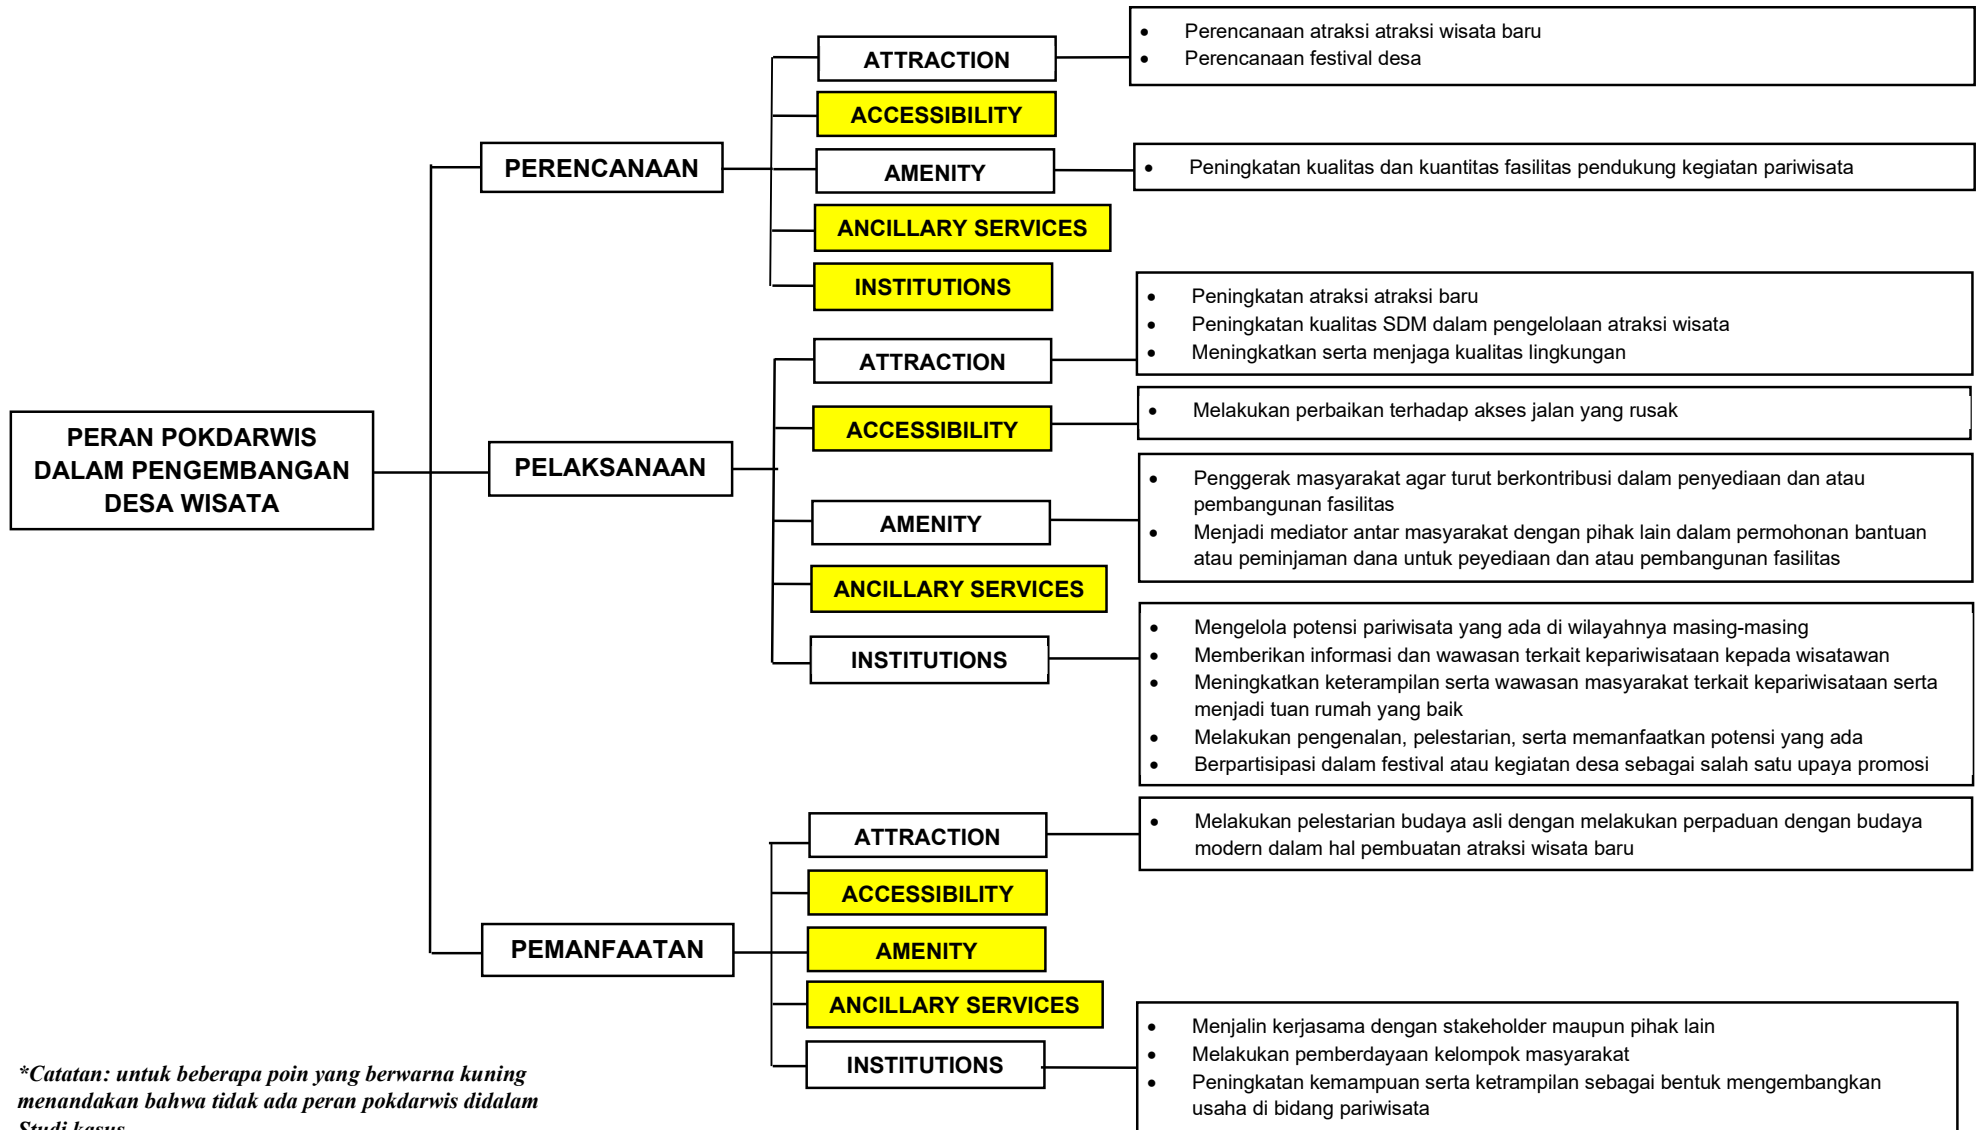 PERAN POKDARWIS
DALAM PENGEMBANGAN
DESA WISATA
PERENCANAAN
ATTRACTION
• Perencanaan atraksi atraksi wisata baru
• Perencanaan festival desa
ACCESSIBILITY
AMENITY
• Peningkatan kualitas dan kuantitas fasilitas pendukung kegiatan pariwisata
ANCILLARY SERVICES
INSTITUTIONS
PELAKSANAAN
ATTRACTION
• Peningkatan atraksi atraksi baru
• Peningkatan kualitas SDM dalam pengelolaan atraksi wisata
• Meningkatkan serta menjaga kualitas lingkungan
ACCESSIBILITY
• Melakukan perbaikan terhadap akses jalan yang rusak
AMENITY
• Penggerak masyarakat agar turut berkontribusi dalam penyediaan dan atau
pembangunan fasilitas
• Menjadi mediator antar masyarakat dengan pihak lain dalam permohonan bantuan
atau peminjaman dana untuk peyediaan dan atau pembangunan fasilitas
ANCILLARY SERVICES
INSTITUTIONS
• Mengelola potensi pariwisata yang ada di wilayahnya masing-masing
• Memberikan informasi dan wawasan terkait kepariwisataan kepada wisatawan
• Meningkatkan keterampilan serta wawasan masyarakat terkait kepariwisataan serta
menjadi tuan rumah yang baik
• Melakukan pengenalan, pelestarian, serta memanfaatkan potensi yang ada
• Berpartisipasi dalam festival atau kegiatan desa sebagai salah satu upaya promosi
PEMANFAATAN
ATTRACTION
• Melakukan pelestarian budaya asli dengan melakukan perpaduan dengan budaya
modern dalam hal pembuatan atraksi wisata baru
ACCESSIBILITY
AMENITY
ANCILLARY SERVICES
INSTITUTIONS
• Menjalin kerjasama dengan stakeholder maupun pihak lain
• Melakukan pemberdayaan kelompok masyarakat
• Peningkatan kemampuan serta ketrampilan sebagai bentuk mengembangkan
usaha di bidang pariwisata
*Catatan: untuk beberapa poin yang berwarna kuning
menandakan bahwa tidak ada peran pokdarwis didalam
Studi kasus